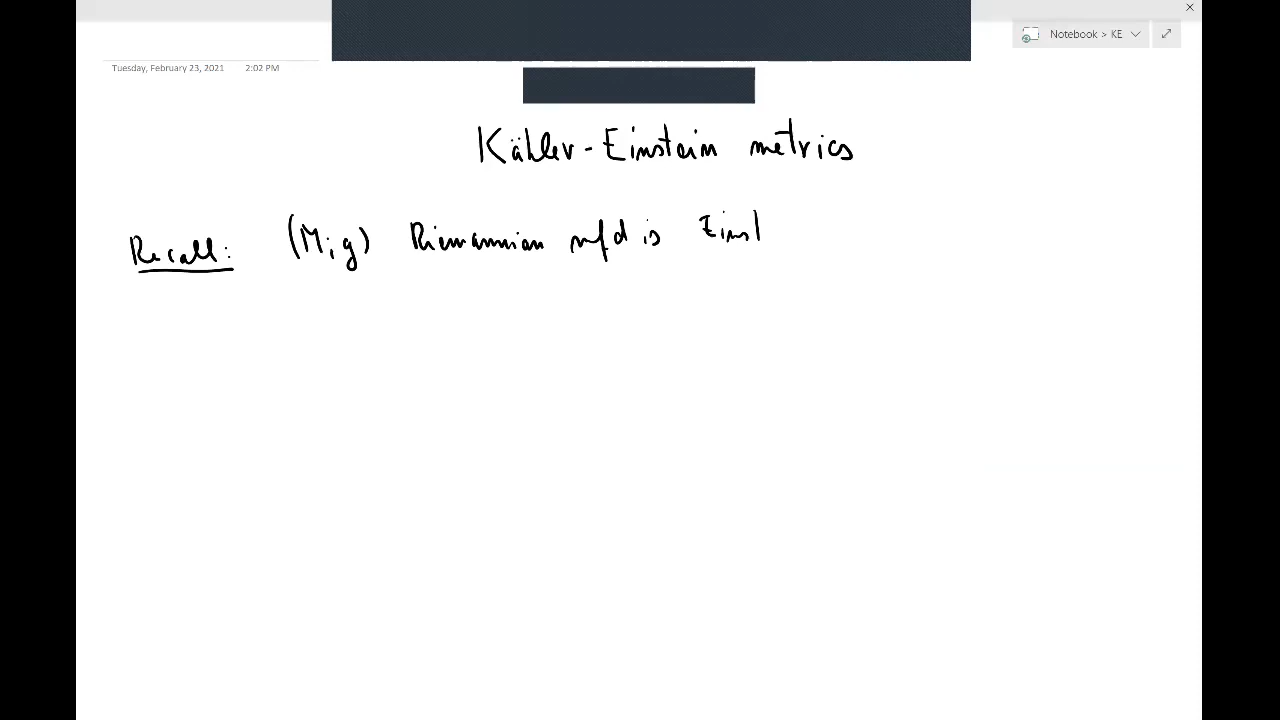 Notebook > KE
Tuesday, February 23, 2021 2:02 PM
Kähler-Einstein metrics
Recall: (M,g) Riemannian mfd is Einst